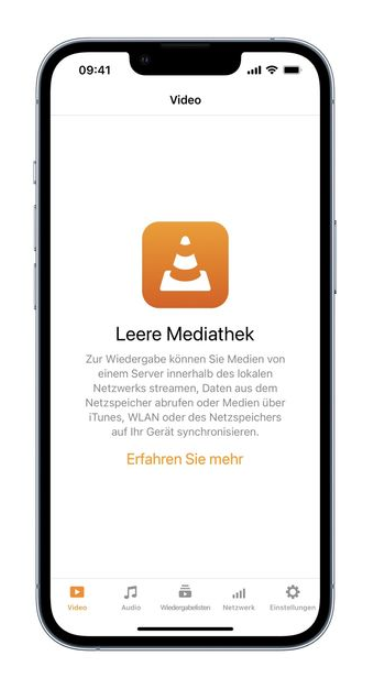 09:41
Video
Leere Mediathek
Zur Wiedergabe können Sie Medien von
einem Server innerhalb des lokalen
Netzwerks streamen, Daten aus dem
Netzspeicher abrufen oder Medien über
iTunes, WLAN oder des Netzspeichers
auf Ihr Gerät synchronisieren.
Erfahren Sie mehr
Video Audio Wiedergabelisten Netzwerk Einstellungen